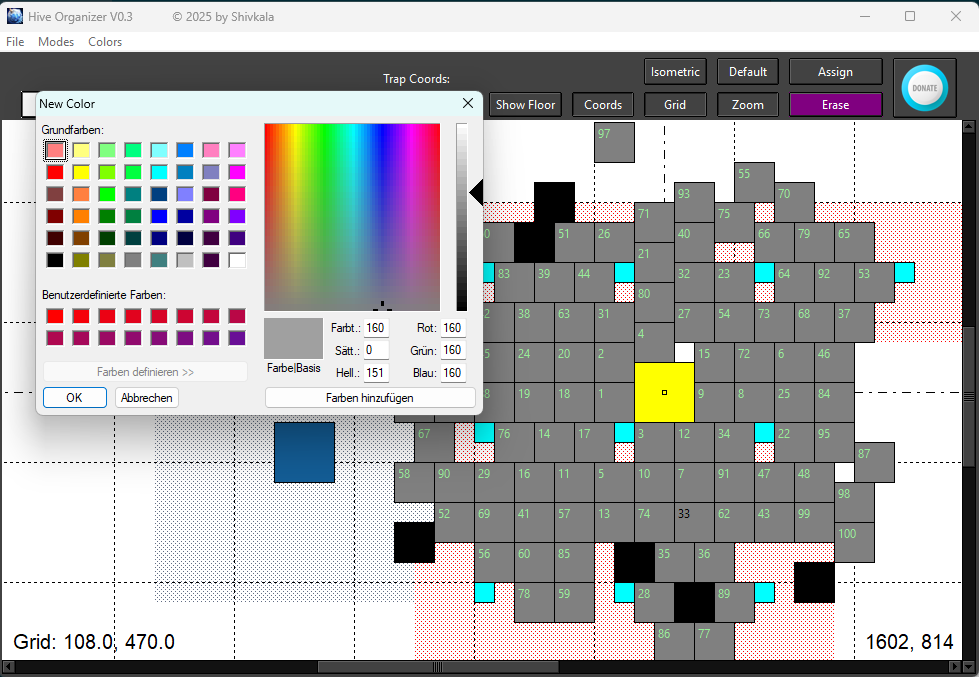 Hive Organizer V0.3 © 2025 by Shivkala
File Modes Colors
Trap Coords:
Isometric Default Assign
DONATE
Show Floor Coords Grid Zoom Erase
New Color
Grundfarben:
Benutzerdefinierte Farben:
Farben definieren >>
OK Abbrechen
Farbe|Basis
Farbt.: 160 Rot: 160
Sätt.: 0 Grün: 160
Hell.: 151 Blau: 160
Farben hinzufügen
97
55
93 70
71 75
0 51 26 40 66 79 65
21
83 39 44 32 23 64 92 53
80
2 38 63 31 27 54 73 68 37
4
5 24 20 2 15 72 6 46
8 19 18 1 9 8 25 84
67 76 14 17 3 12 34 22 95
87
58 90 29 16 11 5 10 7 91 47 48
98
52 69 41 57 13 74 33 62 43 99
100
56 60 85 35 36
78 59 28 89
86 77
Grid: 108.0, 470.0 1602, 814